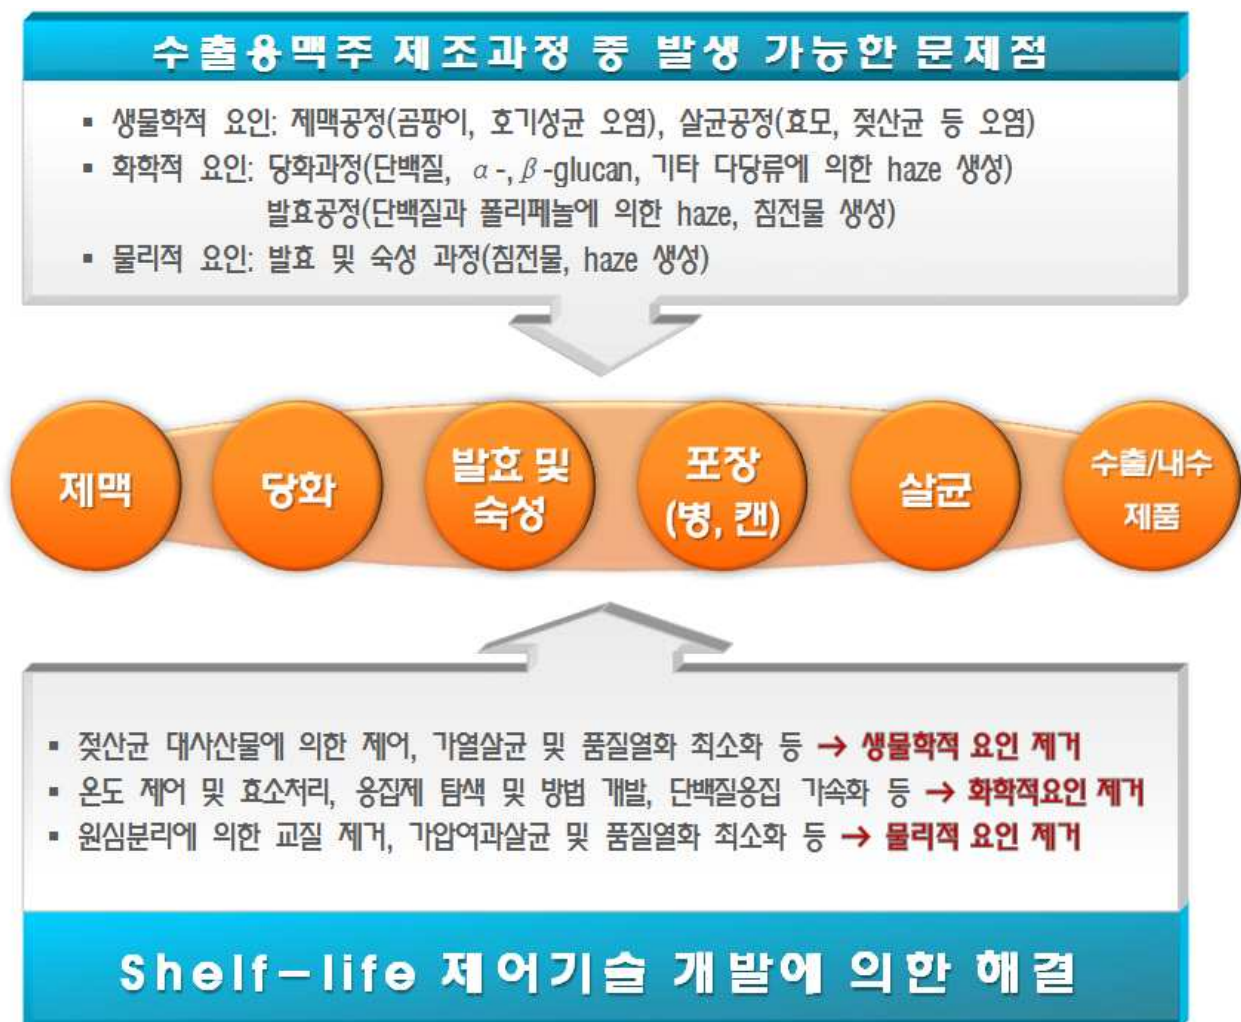 수출용맥주 제조과정 중 발생 가능한 문제점
▪ 생물학적 요인: 제맥공정(곰팡이, 호기성균 오염), 살균공정(효모, 젖산균 등 오염)
▪ 화학적 요인: 당화과정(단백질, α-,β-glucan, 기타 다당류에 의한 haze 생성)
발효공정(단백질과 폴리페놀에 의한 haze, 침전물 생성)
▪ 물리적 요인: 발효 및 숙성 과정(침전물, haze 생성)
제맥
당화
발효 및
숙성
포장
(병, 캔)
살균
수출/내수
제품
▪ 젖산균 대사산물에 의한 제어, 가열살균 및 품질열화 최소화 등 → 생물학적 요인 제거
▪ 온도 제어 및 효소처리, 응집제 탐색 및 방법 개발, 단백질응집 가속화 등 → 화학적요인 제거
▪ 원심분리에 의한 교질 제거, 가압여과살균 및 품질열화 최소화 등 → 물리적 요인 제거
Shelf-life 제어기술 개발에 의한 해결